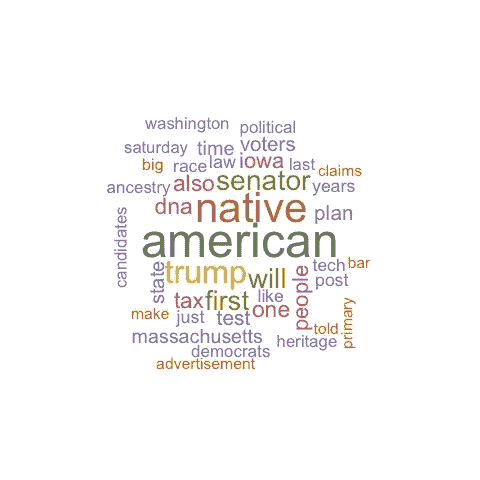 washington political
saturday time voters
big race law iowa last claims
ancestry also senator years
dna native plan
candidates american
state trump will people tech bar
post
tax first like
make just test one told primary
massachusetts heritage
democrats
advertisement